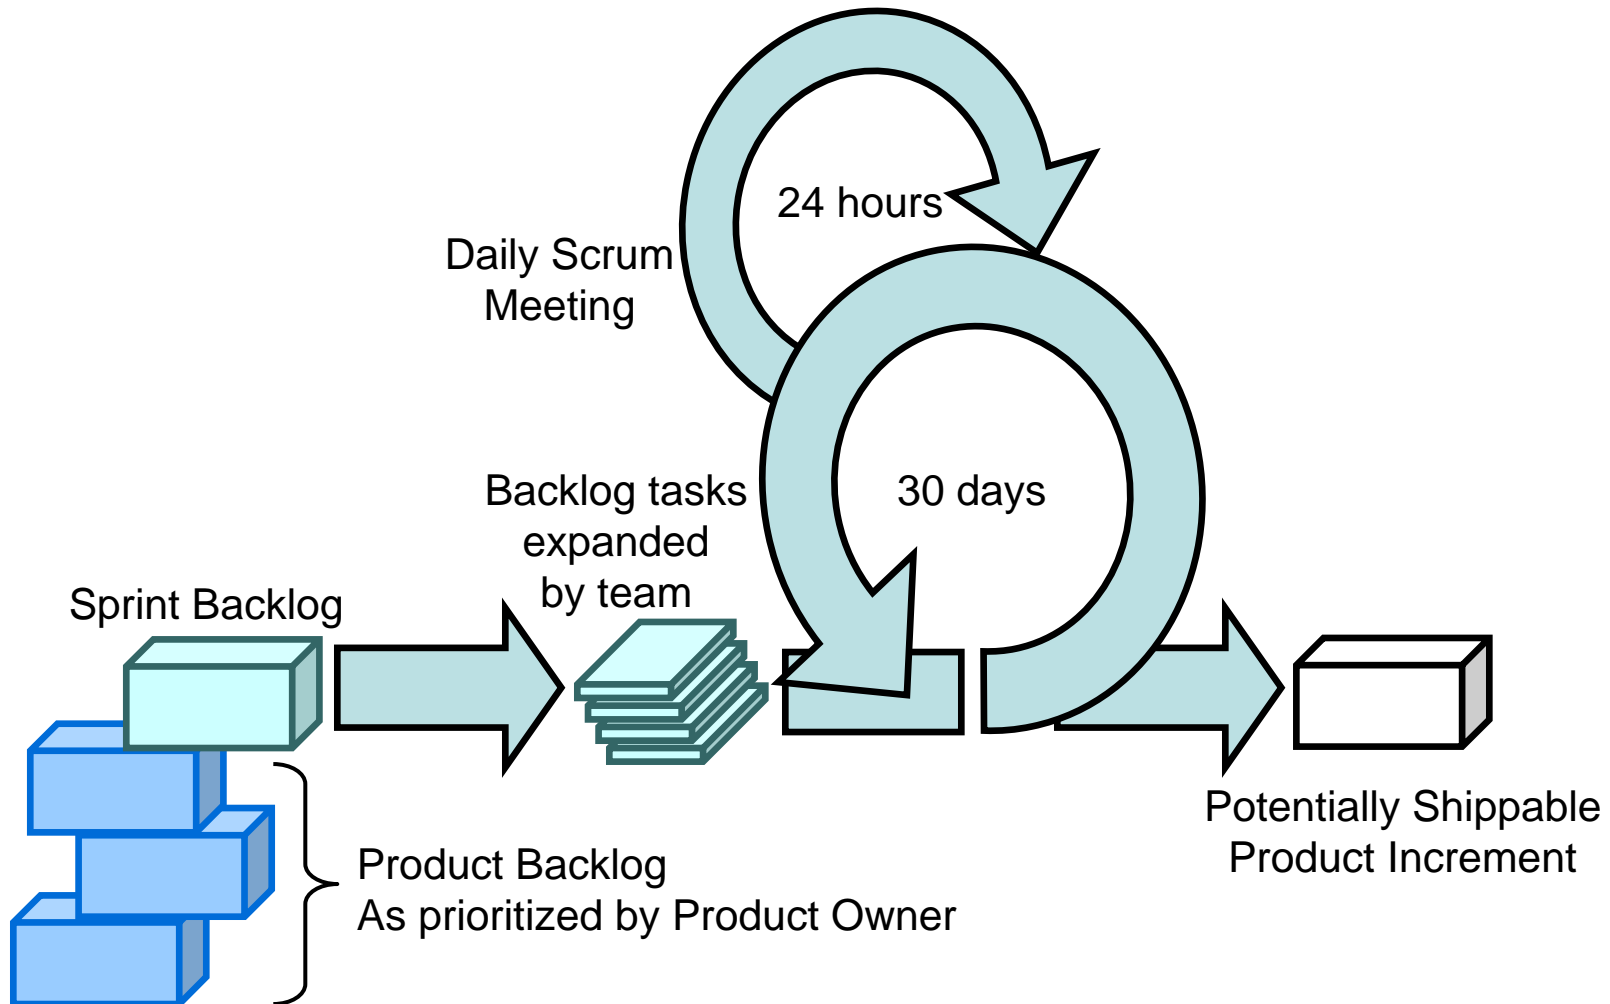 24 hours
Daily Scrum
Meeting
30 days
Backlog tasks
expanded
by team
Sprint Backlog
Potentially Shippable
Product Increment
Product Backlog
As prioritized by Product Owner